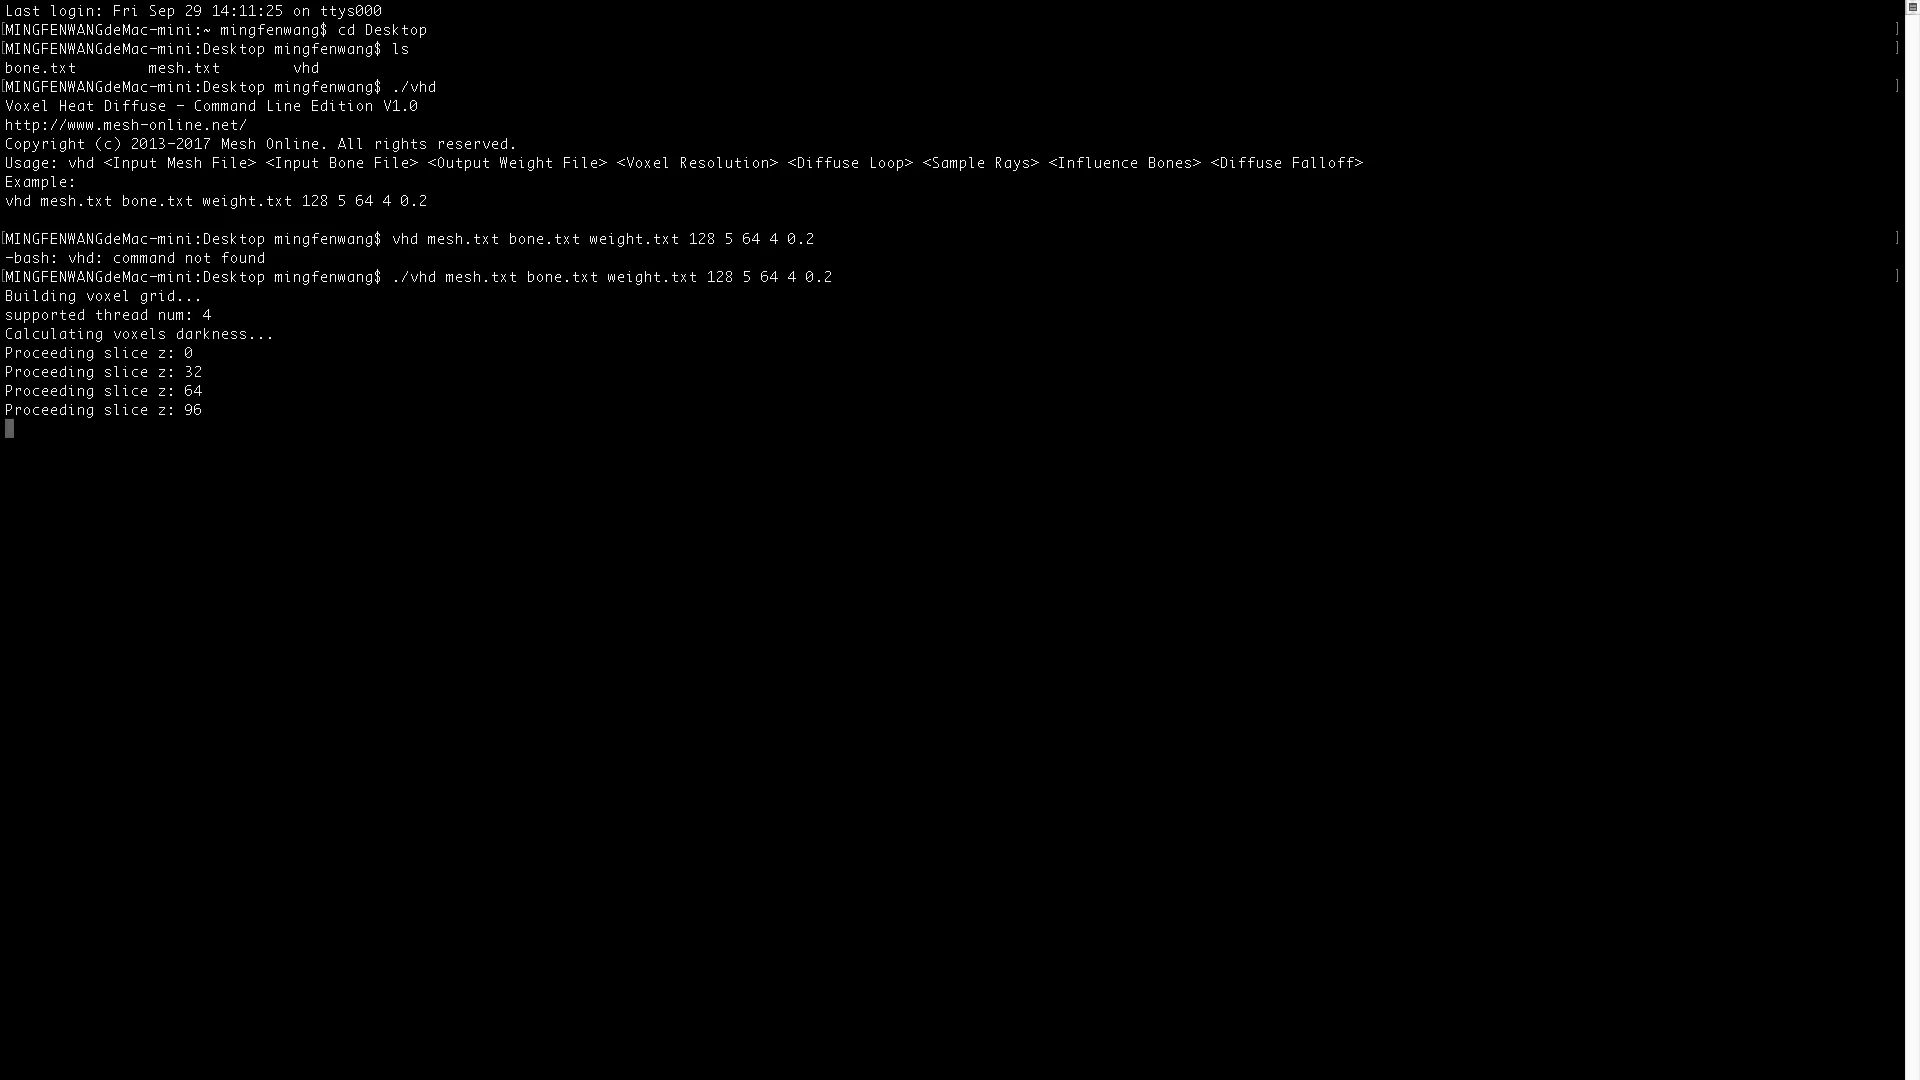 Last login: Fri Sep 29 14:11:25 on ttys000
[MINGFENWANGdeMac-mini:~ mingfenwang$ cd Desktop ]
[MINGFENWANGdeMac-mini:Desktop mingfenwang$ ls ]
bone.txt mesh.txt vhd
[MINGFENWANGdeMac-mini:Desktop mingfenwang$ ./vhd ]
Voxel Heat Diffuse - Command Line Edition V1.0
http://www.mesh-online.net/
Copyright (c) 2013-2017 Mesh Online. All rights reserved.
Usage: vhd <Input Mesh File> <Input Bone File> <Output Weight File> <Voxel Resolution> <Diffuse Loop> <Sample Rays> <Influence Bones> <Diffuse Falloff>
Example:
vhd mesh.txt bone.txt weight.txt 128 5 64 4 0.2
[MINGFENWANGdeMac-mini:Desktop mingfenwang$ vhd mesh.txt bone.txt weight.txt 128 5 64 4 0.2 ]
-bash: vhd: command not found
[MINGFENWANGdeMac-mini:Desktop mingfenwang$ ./vhd mesh.txt bone.txt weight.txt 128 5 64 4 0.2 ]
Building voxel grid...
supported thread num: 4
Calculating voxels darkness...
Proceeding slice z: 0
Proceeding slice z: 32
Proceeding slice z: 64
Proceeding slice z: 96